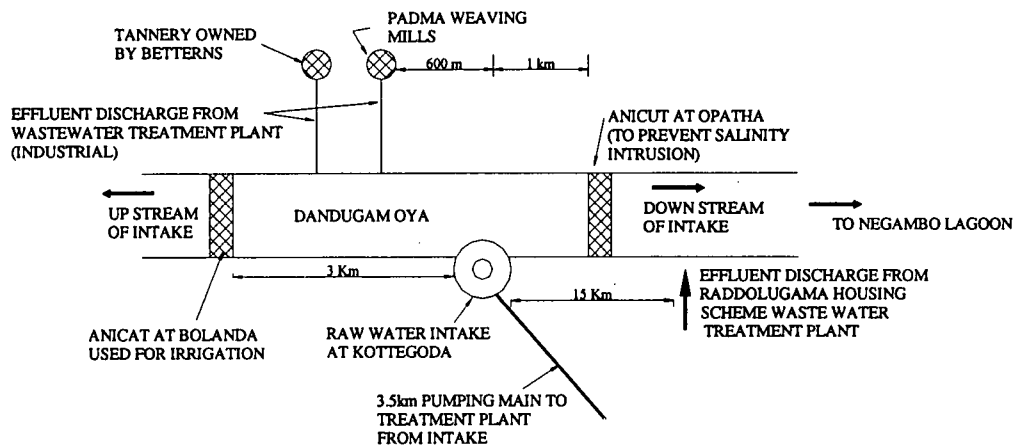 PADMA WEAVING
MILLS
TANNERY OWNED
BY BETTERNS
600 m
1 km
EFFLUENT DISCHARGE FROM
WASTEWATER TREATMENT PLANT
(INDUSTRIAL)
ANICUT AT OPATHA
(TO PREVENT SALINITY
INTRUSION)
UP STREAM
OF INTAKE
DANDUGAM OYA
DOWN STREAM
OF INTAKE
TO NEGAMBO LAGOON
3 Km
15 Km
EFFLUENT DISCHARGE FROM
RADDOLUGAMA HOUSING
SCHEME WASTE WATER
TREATMENT PLANT
ANICAT AT BOLANDA
USED FOR IRRIGATION
RAW WATER INTAKE
AT KOTTEGODA
3.5km PUMPING MAIN TO
TREATMENT PLANT
FROM INTAKE